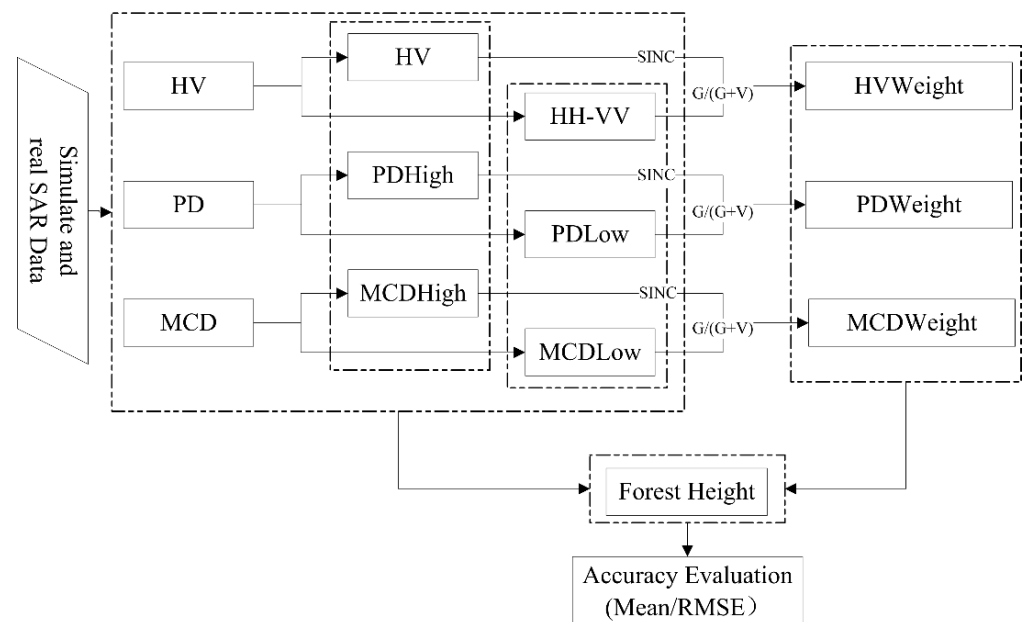 Simulate and
real SAR Data
HV
HV
SINC
G/(G+V)
HVWeight
HH-VV
PD
PDHigh
SINC
G/(G+V)
PDWeight
PDLow
MCD
MCDHigh
SINC
G/(G+V)
MCDWeight
MCDLow
Forest Height
Accuracy Evaluation
(Mean/RMSE）